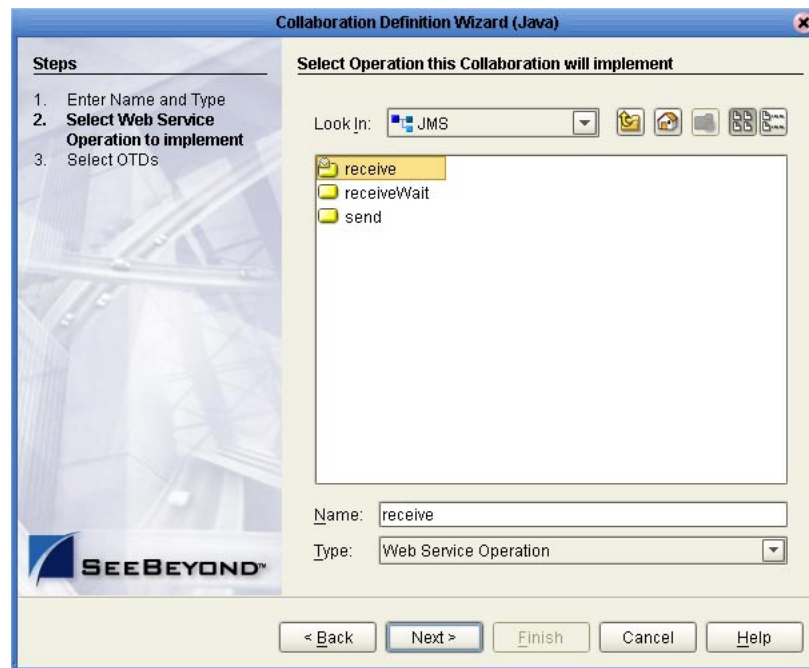 Collaboration Definition Wizard (Java)
Steps
1. Enter Name and Type
2. Select Web Service
Operation to implement
3. Select OTDs
SEEBEYOND™
Select Operation this Collaboration will implement
Look In: JMS
receive
receiveWait
send
Name: receive
Type: Web Service Operation
< Back Next > Finish Cancel Help